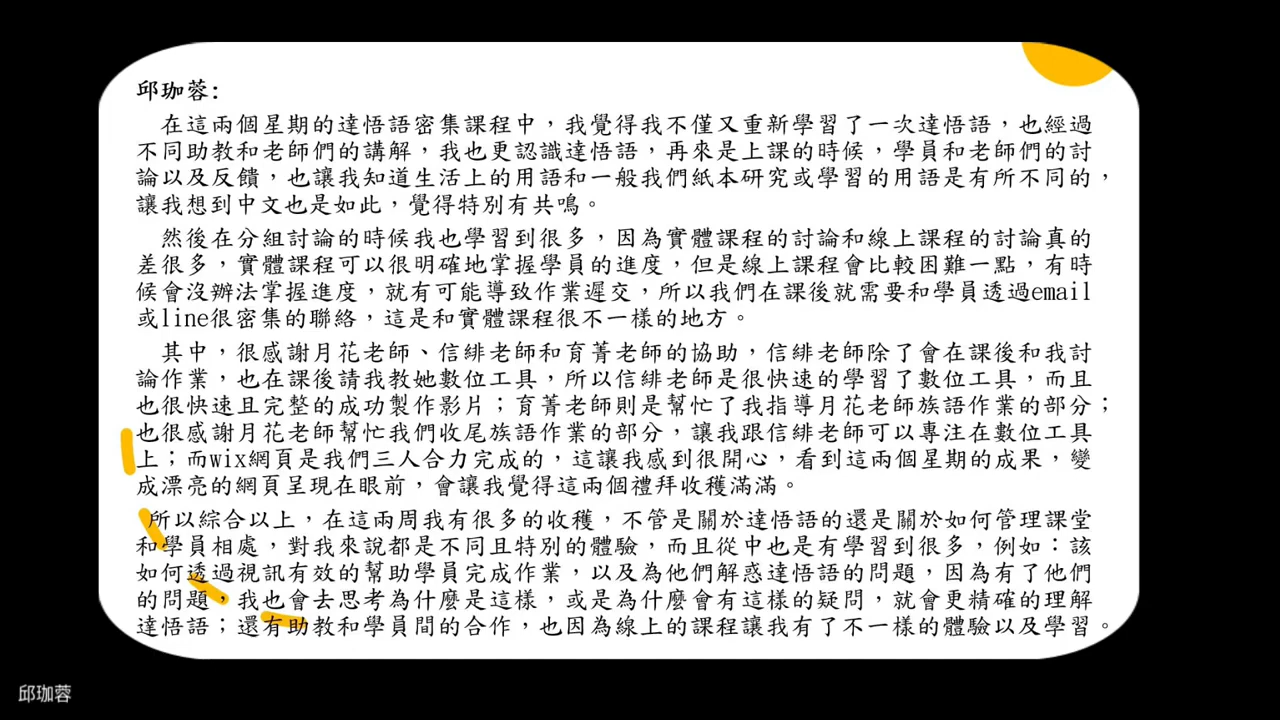 邱珈蓉:
在這兩個星期的達悟語密集課程中，我覺得我不僅又重新學習了一次達悟語，也經過
不同助教和老師們的講解，我也更認識達悟語，再來是上課的時候，學員和老師們的討
論以及反饋，也讓我知道生活上的用語和一般我們紙本研究或學習的用語是有所不同的，
讓我想到中文也是如此，覺得特別有共鳴。
然後在分組討論的時候我也學習到很多，因為實體課程的討論和線上課程的討論真的
差很多，實體課程可以很明確地掌握學員的進度，但是線上課程會比較困難一點，有時
候會沒辦法掌握進度，就有可能導致作業遲交，所以我們在課後就需要和學員透過email
或line很密集的聯絡，這是和實體課程很不一樣的地方。
其中，很感謝月花老師、信緋老師和育菁老師的協助，信緋老師除了會在課後和我討
論作業，也在課後請我教她數位工具，所以信緋老師是很快速的學習了數位工具，而且
也很快速且完整的成功製作影片；育菁老師則是幫忙了我指導月花老師族語作業的部分；
也很感謝月花老師幫忙我們收尾族語作業的部分，讓我跟信緋老師可以專注在數位工具
上；而wix網頁是我們三人合力完成的，這讓我感到很開心，看到這兩個星期的成果，變
成漂亮的網頁呈現在眼前，會讓我覺得這兩個禮拜收穫滿滿。
所以綜合以上，在這兩周我有很多的收穫，不管是關於達悟語的還是關於如何管理課堂
和學員相處，對我來說都是不同且特別的體驗，而且從中也是有學習到很多，例如：該
如何透過視訊有效的幫助學員完成作業，以及為他們解惑達悟語的問題，因為有了他們
的問題，我也會去思考為什麼是這樣，或是為什麼會有這樣的疑問，就會更精確的理解
達悟語；還有助教和學員間的合作，也因為線上的課程讓我有了不一樣的體驗以及學習。
邱珈蓉